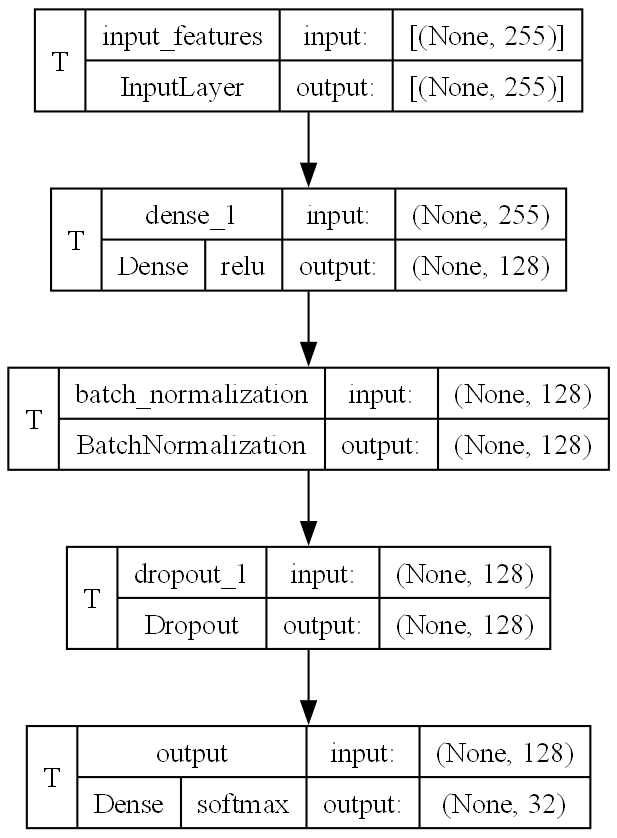 T input_features input: [(None, 255)]
InputLayer output: [(None, 255)]
T dense_1 input: (None, 255)
Dense relu output: (None, 128)
T batch_normalization input: (None, 128)
BatchNormalization output: (None, 128)
T dropout_1 input: (None, 128)
Dropout output: (None, 128)
T output input: (None, 128)
Dense softmax output: (None, 32)